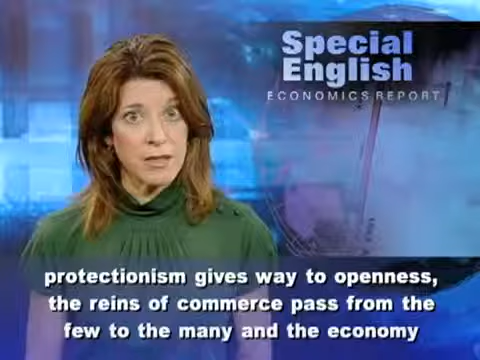 Special
English
ECONOMICS REPORT
protectionism gives way to openness,
the reins of commerce pass from the
few to the many and the economy